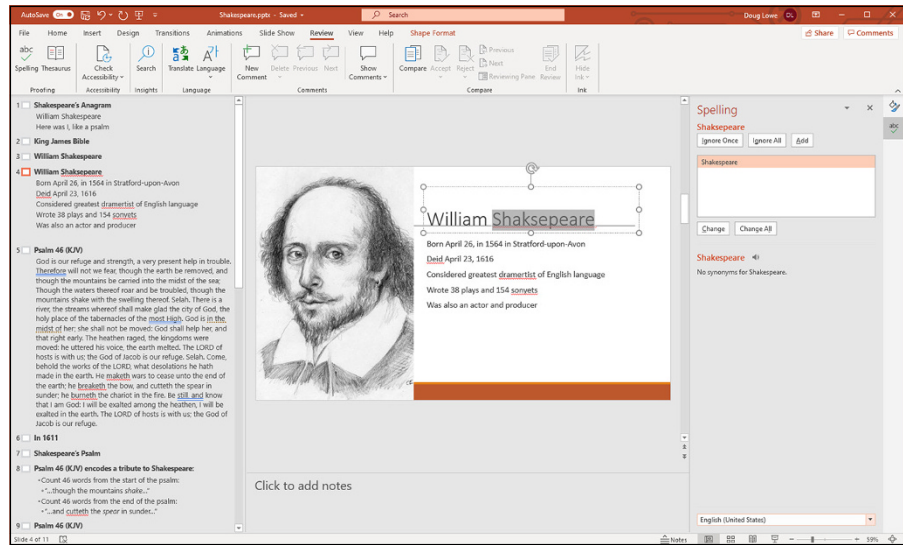 AutoSave On Shakespeare.pptx - Saved Search Doug Lowe DL
File Home Insert Design Transitions Animations Slide Show Review View Help Shape Format Share Comments
abc
Spelling Thesaurus
Proofing
Check
Accessibility
Accessibility
Search
Insights
Translate Language
Language
New
Comment
Delete Previous Next
Show
Comments
Comments
Compare Accept Reject
Previous
Next
Reviewing Pane
End
Review
Compare
Hide
Ink
Ink
1 Shakespeare's Anagram
William Shakespeare
Here was I, like a psalm
2 King James Bible
3 William Shakespeare
4 William Shaksepeare
Born April 26, in 1564 in Stratford-upon-Avon
Deid April 23, 1616
Considered greatest dramertist of English language
Wrote 38 plays and 154 sonyets
Was also an actor and producer
5 Psalm 46 (KJV)
God is our refuge and strength, a very present help in trouble.
Therefore will not we fear, though the earth be removed, and
though the mountains be carried into the midst of the sea;
Though the waters thereof roar and be troubled, though the
mountains shake with the swelling thereof. Selah. There is a
river, the streams whereof shall make glad the city of God, the
holy place of the tabernacles of the most High. God is in the
midst of her; she shall not be moved: God shall help her, and
that right early. The heathen raged, the kingdoms were
moved: he uttered his voice, the earth melted. The LORD of
hosts is with us; the God of Jacob is our refuge. Selah. Come,
behold the works of the LORD, what desolations he hath
made in the earth. He maketh wars to cease unto the end of
the earth; he breaketh the bow, and cutteth the spear in
sunder; he burneth the chariot in the fire. Be still, and know
that I am God: I will be exalted among the heathen, I will be
exalted in the earth. The LORD of hosts is with us; the God of
Jacob is our refuge.
6 In 1611
7 Shakespeare's Psalm
8 Psalm 46 (KJV) encodes a tribute to Shakespeare:
•Count 46 words from the start of the psalm:
•"...though the mountains shake..."
•Count 46 words from the end of the psalm:
•"...and cutteth the spear in sunder..."
9 Psalm 46 (KJV)
William Shaksepeare
Born April 26, in 1564 in Stratford-upon-Avon
Deid April 23, 1616
Considered greatest dramertist of English language
Wrote 38 plays and 154 sonyets
Was also an actor and producer
Click to add notes
Spelling
Shaksepeare
Ignore Once Ignore All Add
Shakespeare
Change Change All
Shakespeare
No synonyms for Shakespeare.
English (United States)
abc
Slide 4 of 11 Notes 59%